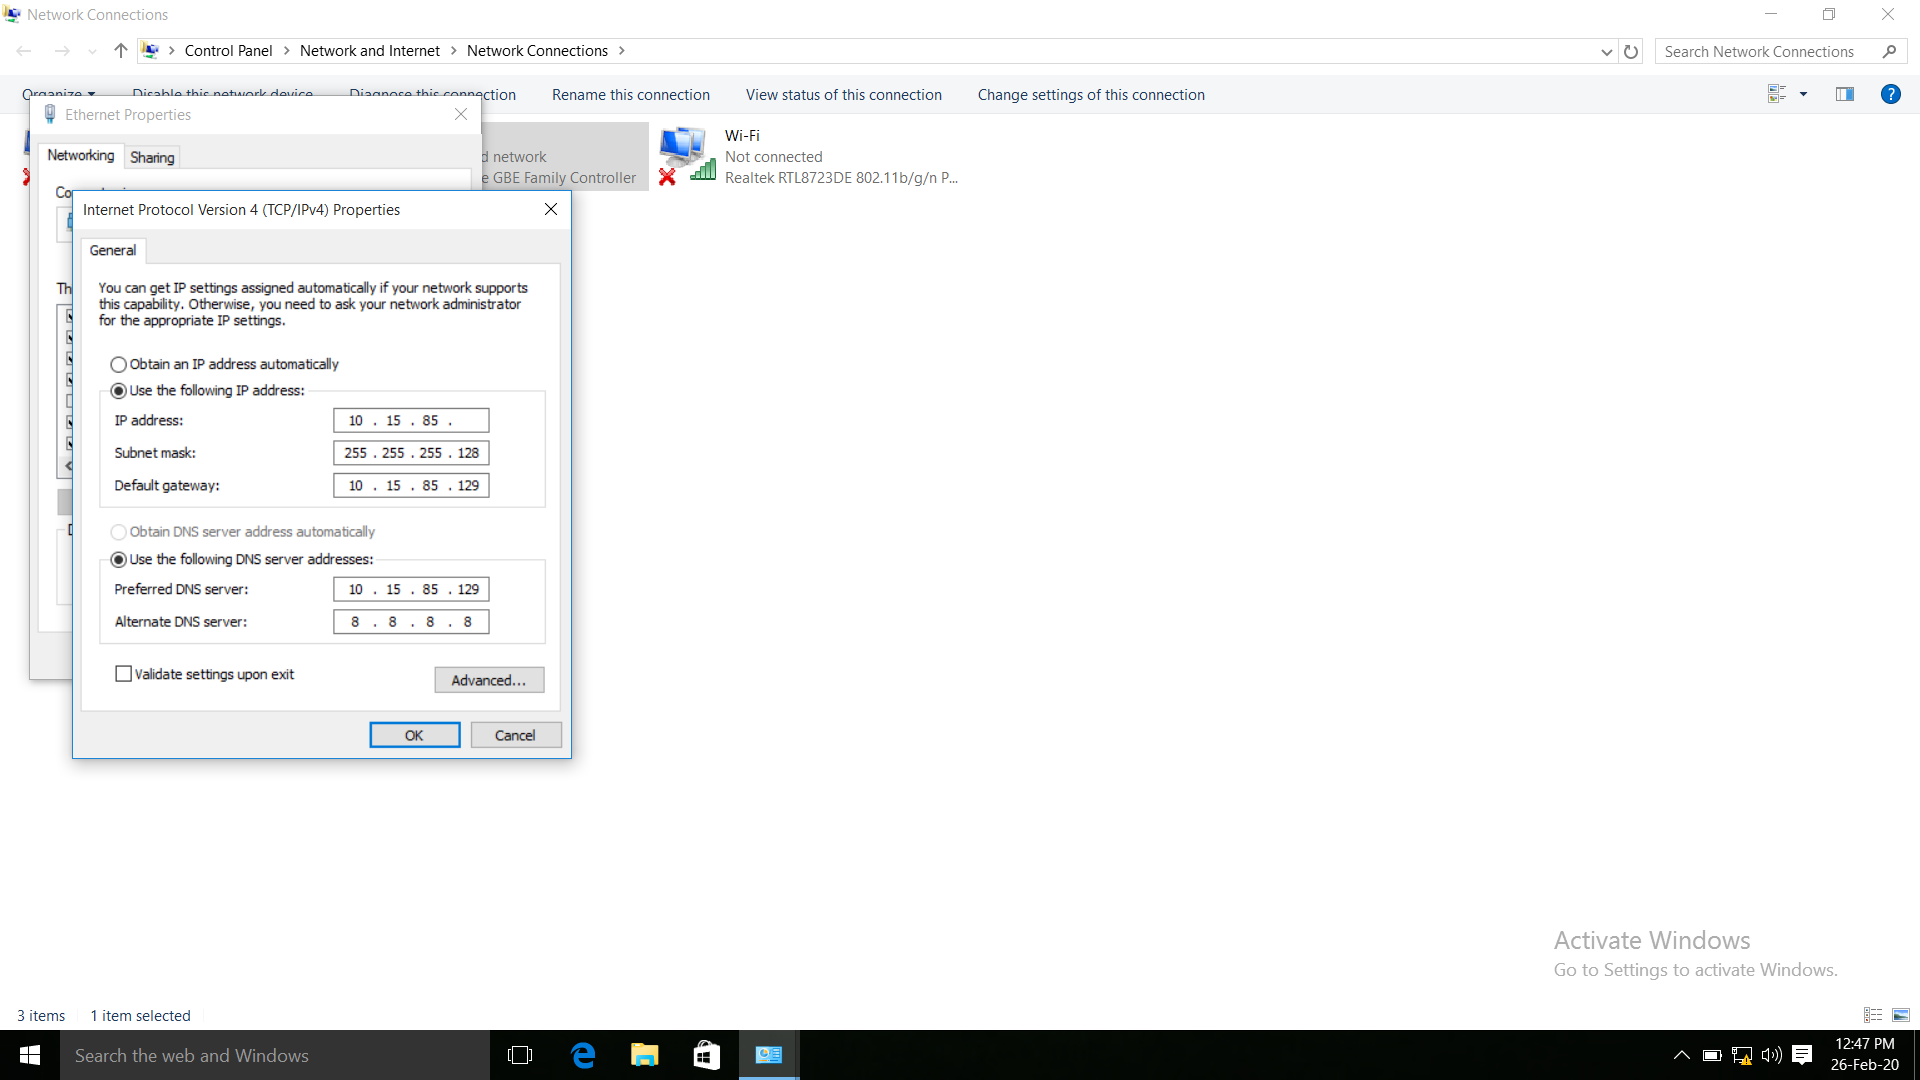 Network Connections
Control Panel > Network and Internet > Network Connections >
Search Network Connections
Organize
Disable this network device
Diagnose this connection
Rename this connection
View status of this connection
Change settings of this connection
Ethernet Properties
Networking
Sharing
d network
e GBE Family Controller
Wi-Fi
Not connected
Realtek RTL8723DE 802.11b/g/n P...
Internet Protocol Version 4 (TCP/IPv4) Properties
General
Th
You can get IP settings assigned automatically if your network supports
this capability. Otherwise, you need to ask your network administrator
for the appropriate IP settings.
Obtain an IP address automatically
Use the following IP address:
IP address: 10 . 15 . 85 .
Subnet mask: 255 . 255 . 255 . 128
Default gateway: 10 . 15 . 85 . 129
Obtain DNS server address automatically
Use the following DNS server addresses:
Preferred DNS server: 10 . 15 . 85 . 129
Alternate DNS server: 8 . 8 . 8 . 8
Validate settings upon exit
Advanced...
OK
Cancel
Activate Windows
Go to Settings to activate Windows.
3 items
1 item selected
Search the web and Windows
12:47 PM
26-Feb-20